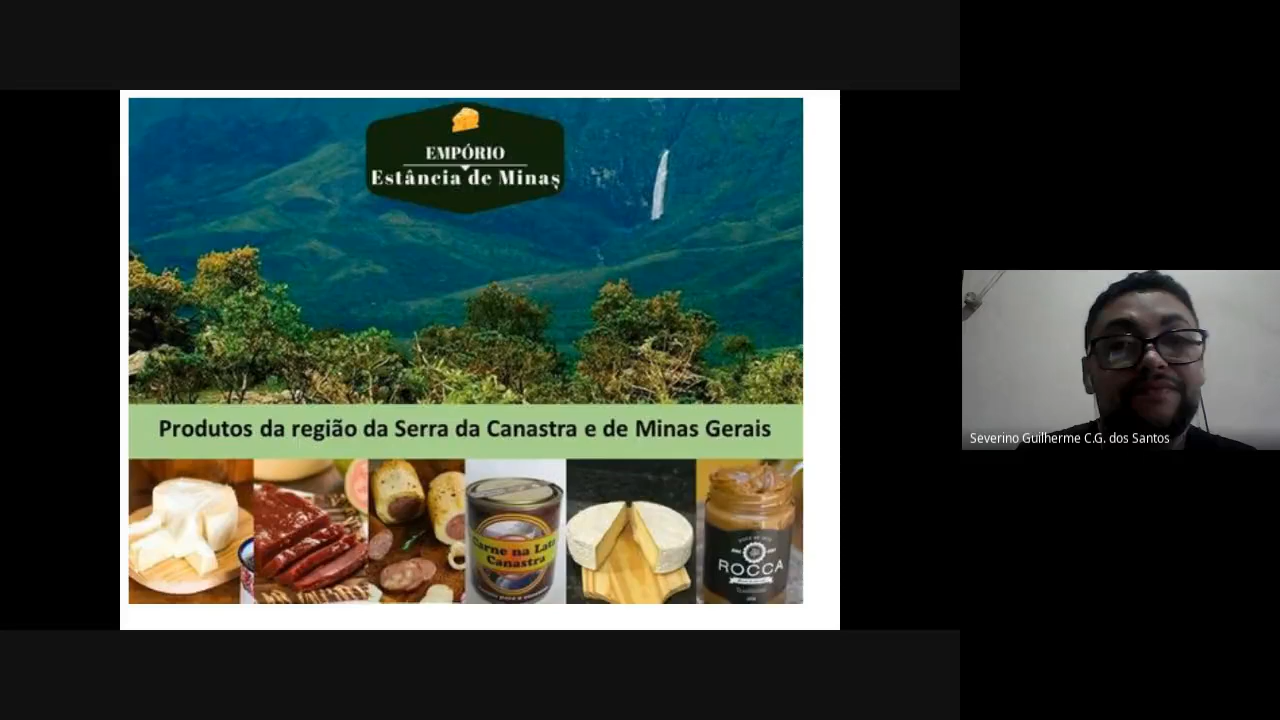 EMPÓRIO
Estância de Minas
Produtos da região da Serra da Canastra e de Minas Gerais
Carne na Lata
Canastra
ROCCA
Severino Guilherme C.G. dos Santos